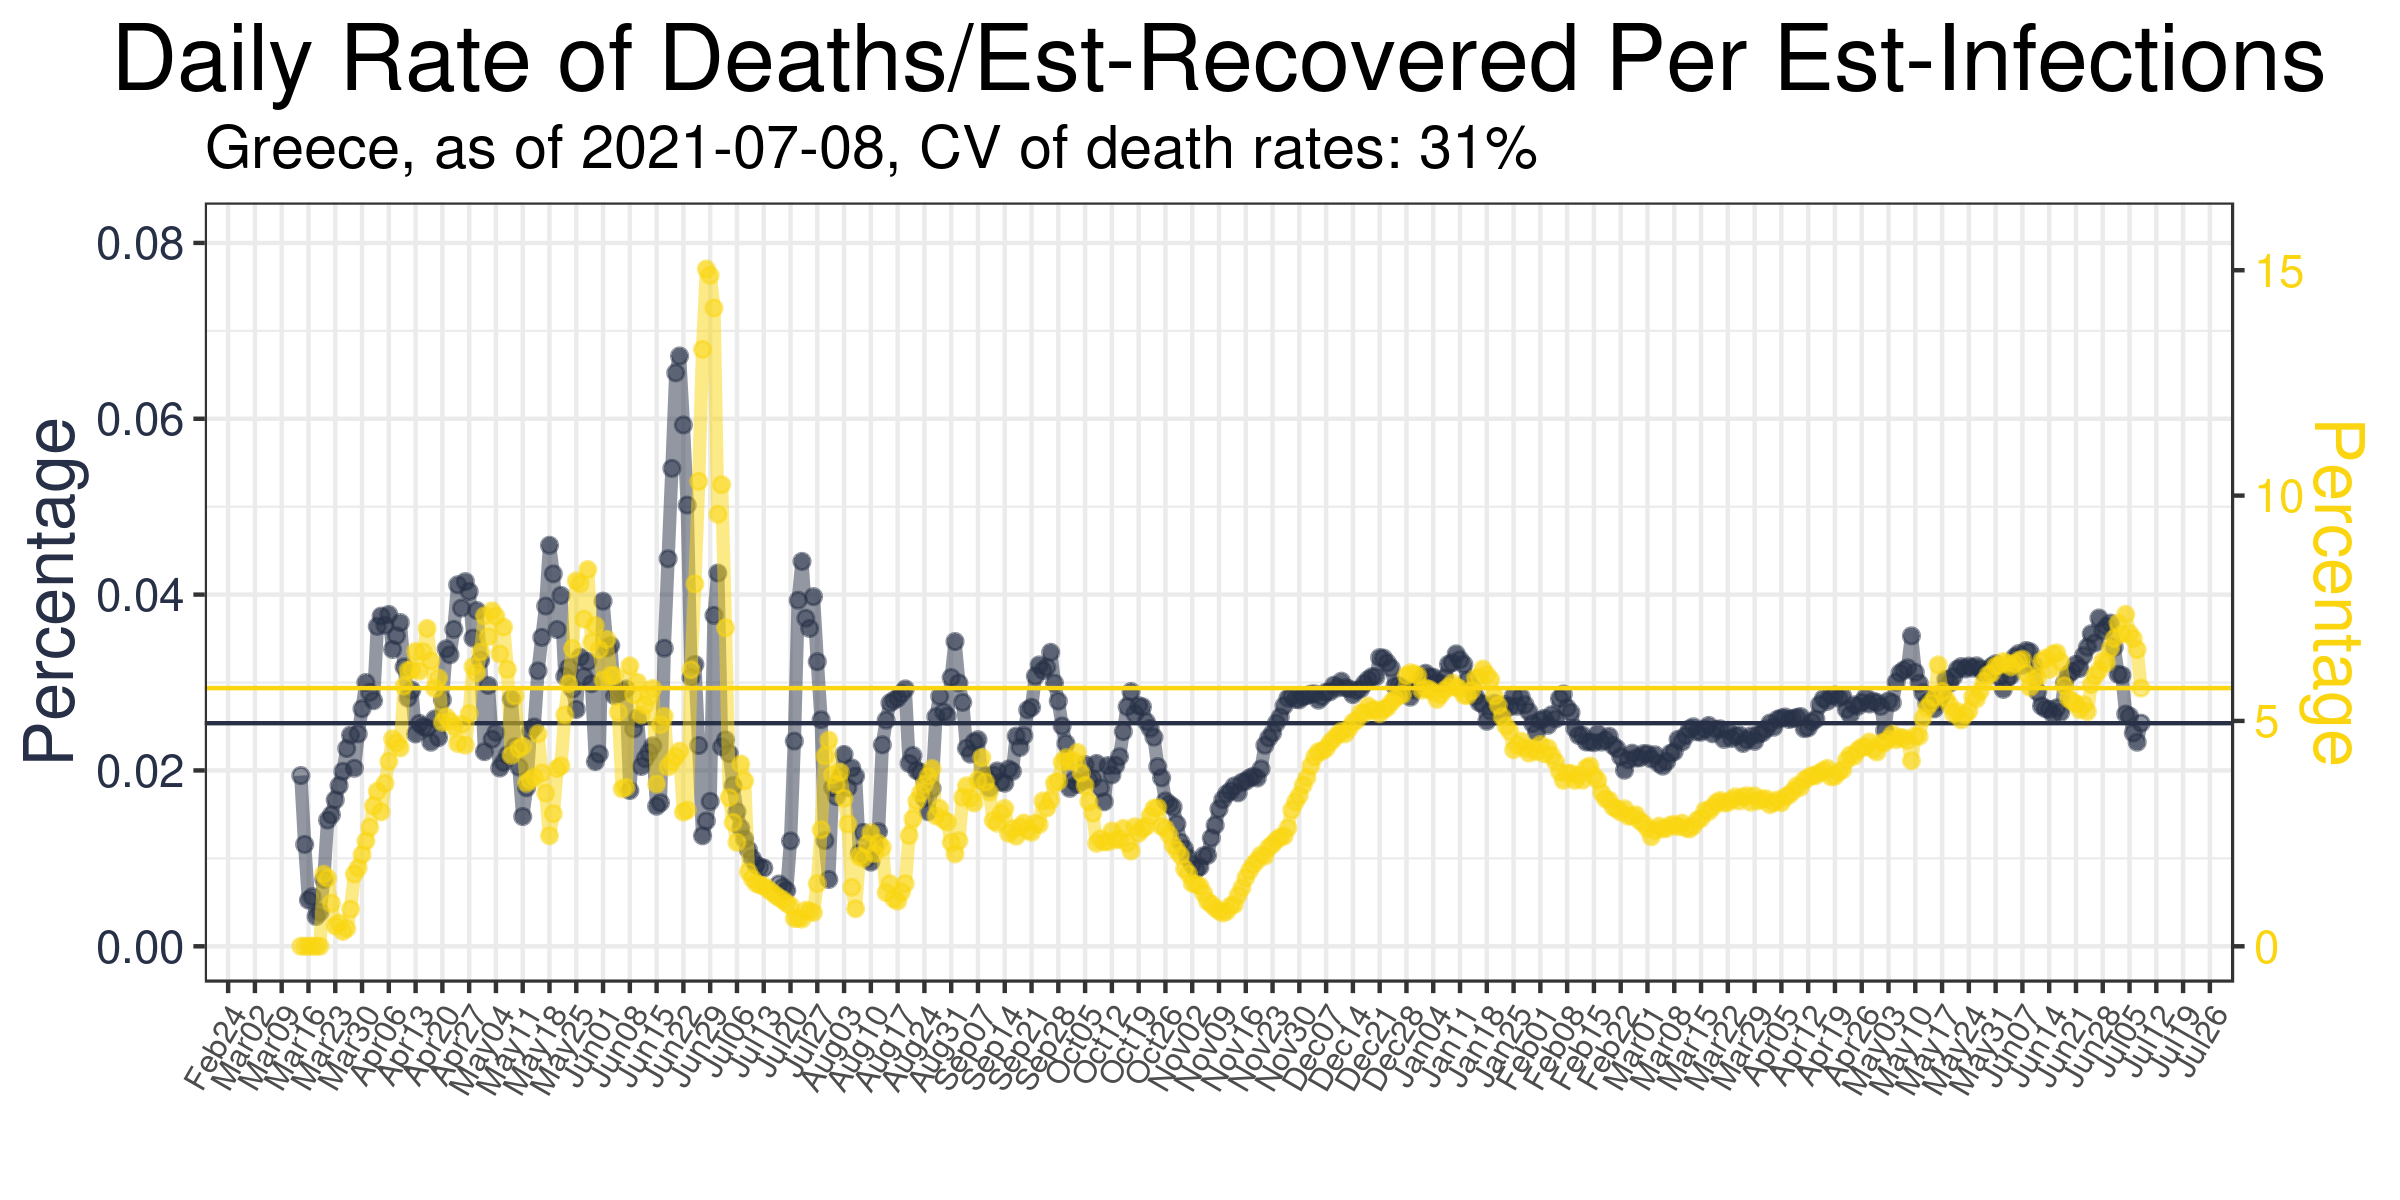 Daily Rate of Deaths/Est-Recovered Per Est-Infections
Greece, as of 2021-07-08, CV of death rates: 31%
Percentage
0.08
0.06
0.04
0.02
0.00
15
10
5
0
Percentage
Feb24
Mar02
Mar09
Mar16
Mar23
Mar30
Apr06
Apr13
Apr20
Apr27
May04
May11
May18
May25
Jun01
Jun08
Jun15
Jun22
Jun29
Jul06
Jul13
Jul20
Jul27
Aug03
Aug10
Aug17
Aug24
Aug31
Sep07
Sep14
Sep21
Sep28
Oct05
Oct12
Oct19
Oct26
Nov02
Nov09
Nov16
Nov23
Nov30
Dec07
Dec14
Dec21
Dec28
Jan04
Jan11
Jan18
Jan25
Feb01
Feb08
Feb15
Feb22
Mar01
Mar08
Mar15
Mar22
Mar29
Apr05
Apr12
Apr19
Apr26
May03
May10
May17
May24
May31
Jun07
Jun14
Jun21
Jun28
Jul05
Jul12
Jul19
Jul26